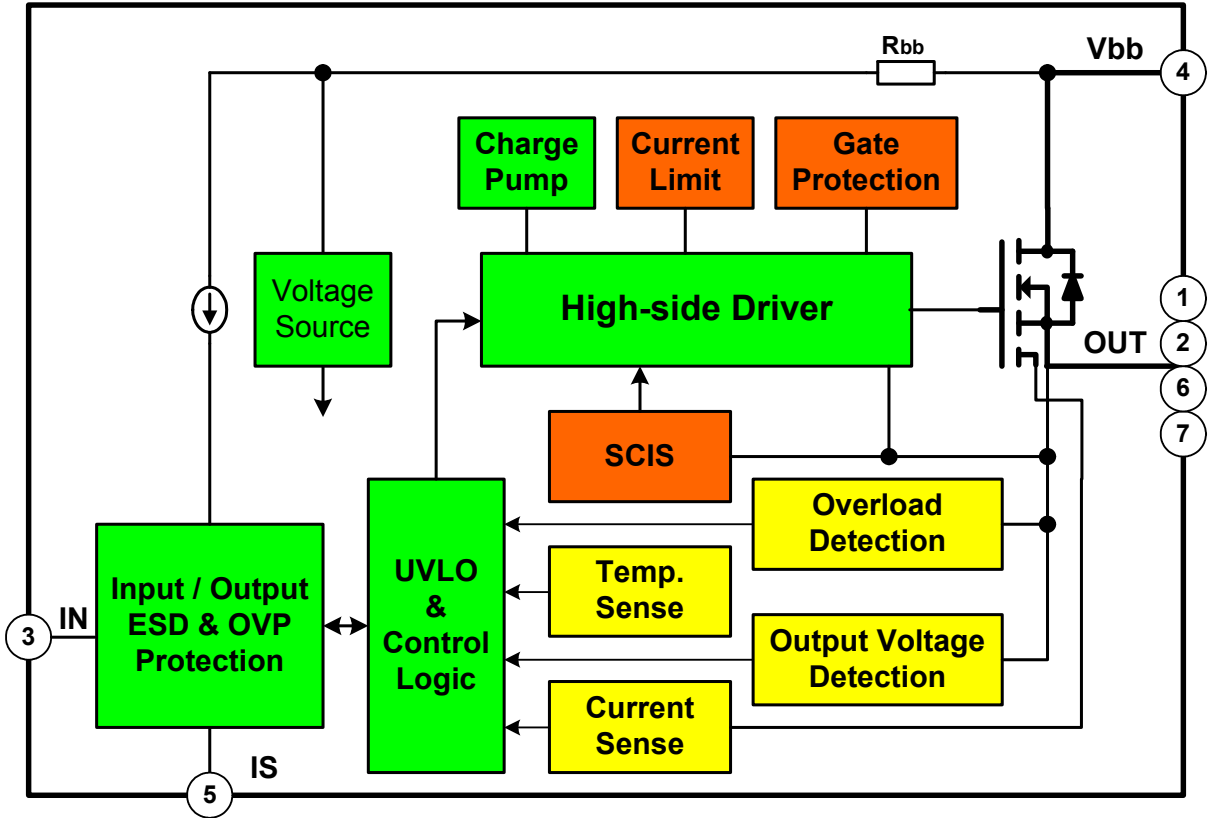 Rbb
Vbb
4
Charge
Pump
Current
Limit
Gate
Protection
Voltage
Source
High-side Driver
1
OUT
2
6
7
SCIS
Overload
Detection
UVLO
&
Control
Logic
Temp.
Sense
Input / Output
ESD & OVP
Protection
IN
3
Output Voltage
Detection
Current
Sense
IS
5